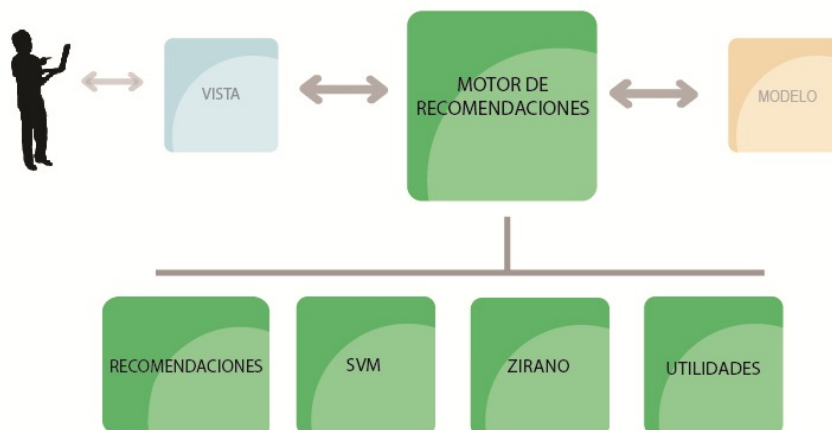 VISTA
MOTOR DE
RECOMENDACIONES
MODELO
RECOMENDACIONES
SVM
ZIRANO
UTILIDADES